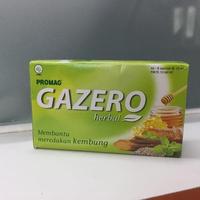 PROMAG
GAZERO
herbal
Membantu
meredakan kembung